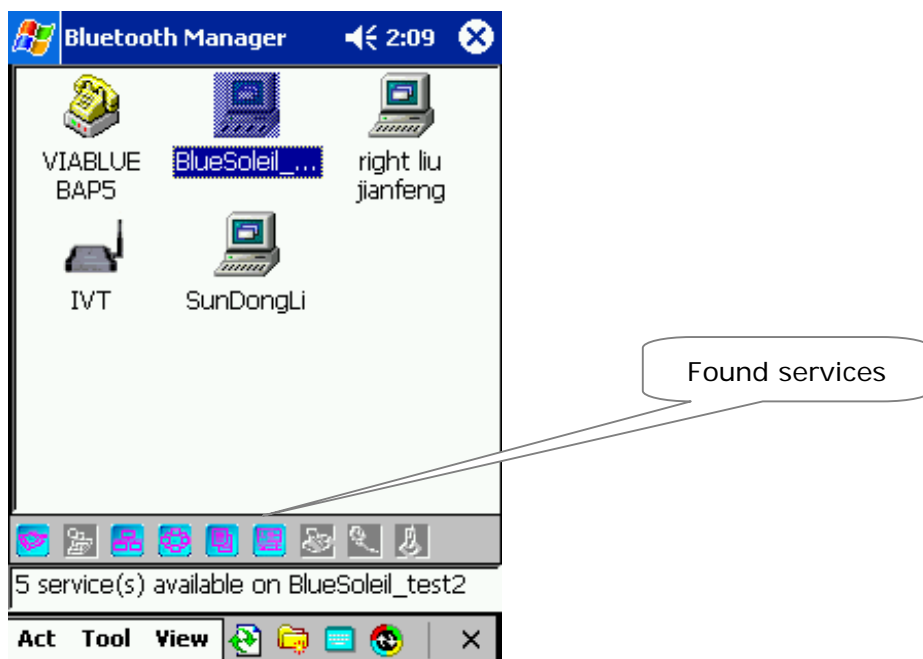 Bluetooth Manager 2:09
VIABLUE
BAP5
BlueSoleil_...
right liu
jianfeng
IVT
SunDongLi
Found services
5 service(s) available on BlueSoleil_test2
Act Tool View